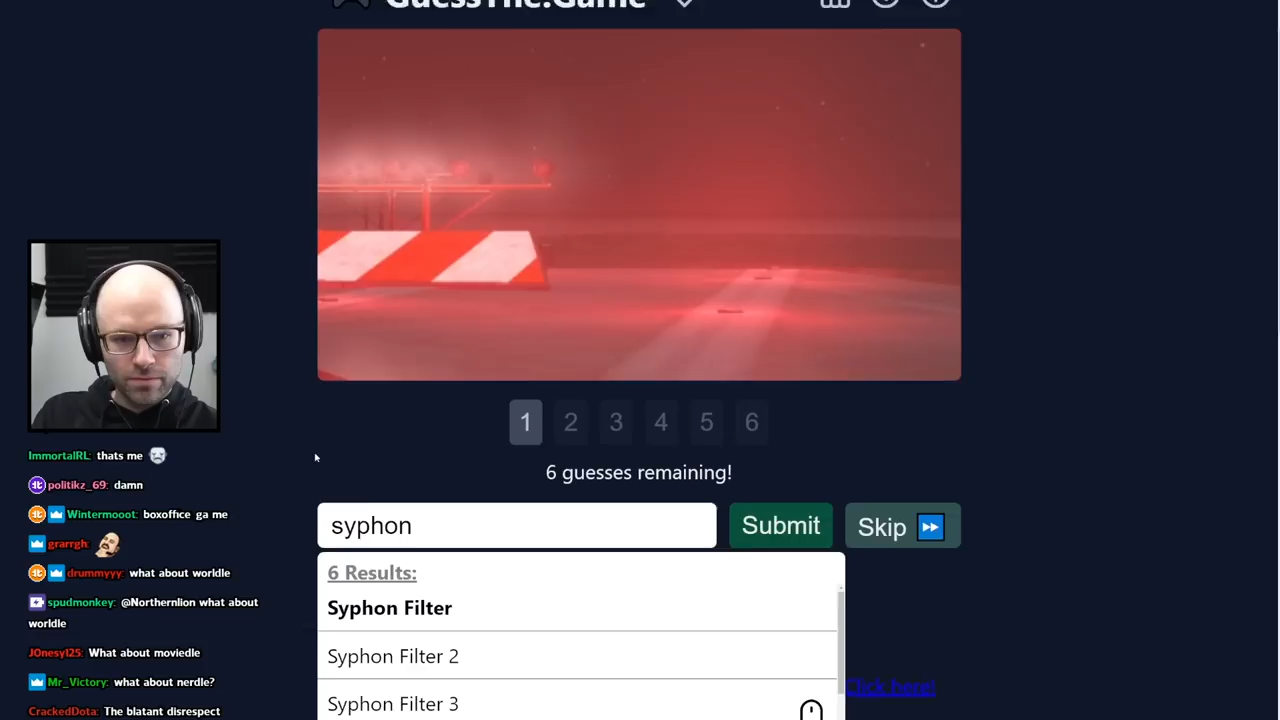 GuessThe.Game
1 2 3 4 5 6
6 guesses remaining!
syphon
Submit
Skip
6 Results:
Syphon Filter
Syphon Filter 2
Syphon Filter 3
Click here!
ImmortalRL: thats me
politikz_69: damn
Wintermooot: boxoffice ga me
grarrgh:
drummyyy: what about worldle
spudmonkey: @Northernlion what about
worldle
J0nesy125: What about moviedle
Mr_Victory: what about nerdle?
CrackedDota: The blatant disrespect